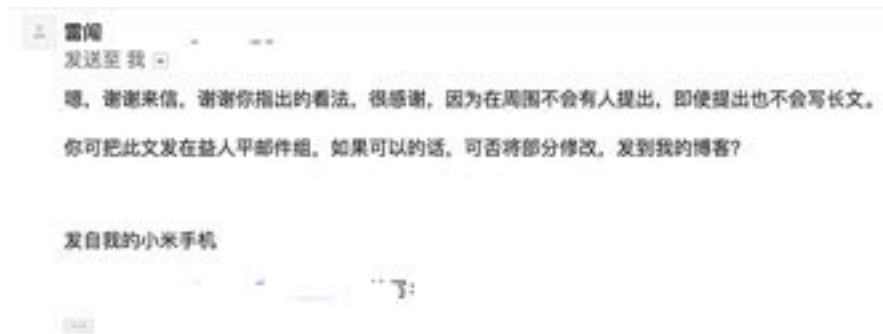 雷闯
发送至 我
嗯，谢谢来信，谢谢你指出的看法，很感谢，因为在周围不会有人提出，即使提出也不会写长文。
你可把此文发在益人平邮件组，如果可以的话，可否将部分修改，发到我的博客？
发自我的小米手机